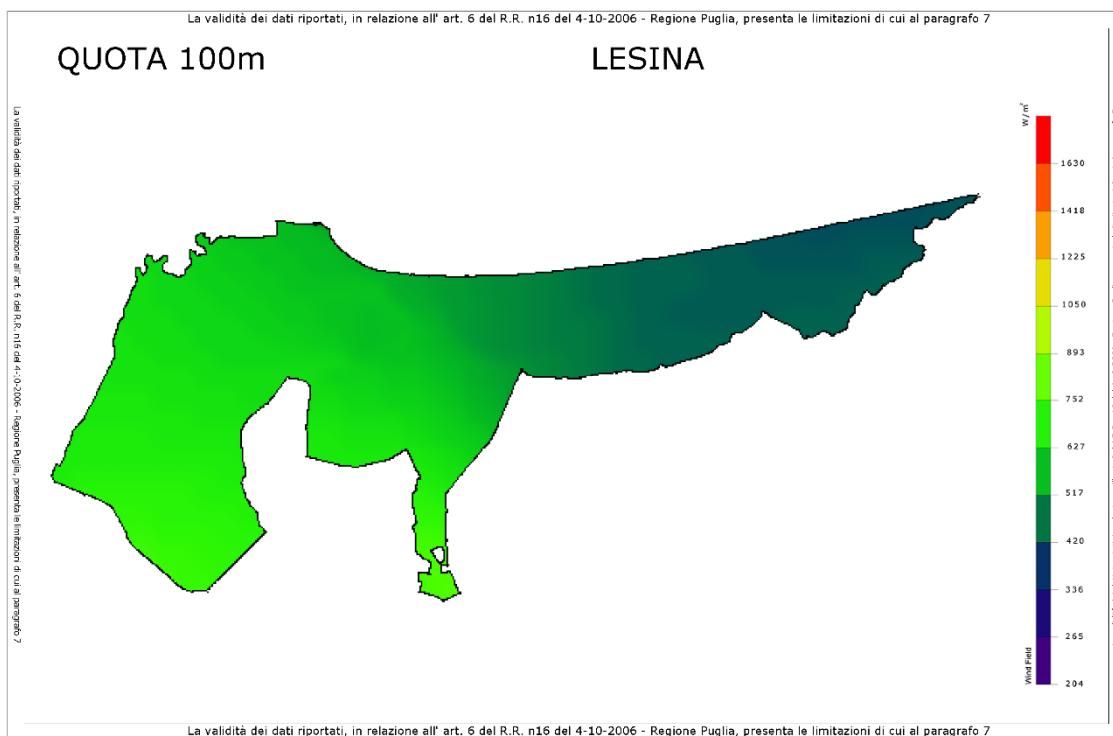 La validità dei dati riportati, in relazione all' art. 6 del R.R. n16 del 4-10-2006 - Regione Puglia, presenta le limitazioni di cui al paragrafo 7
QUOTA 100m
LESINA
La validità dei dati riportati, in relazione all' art. 6 del R.R. n16 del 4-10-2006 - Regione Puglia, presenta le limitazioni di cui al paragrafo 7
W / m²
1630
1418
1225
1050
893
752
627
517
420
336
265
204
Wind Field
La validità dei dati riportati, in relazione all' art. 6 del R.R. n16 del 4-10-2006 - Regione Puglia, presenta le limitazioni di cui al paragrafo 7